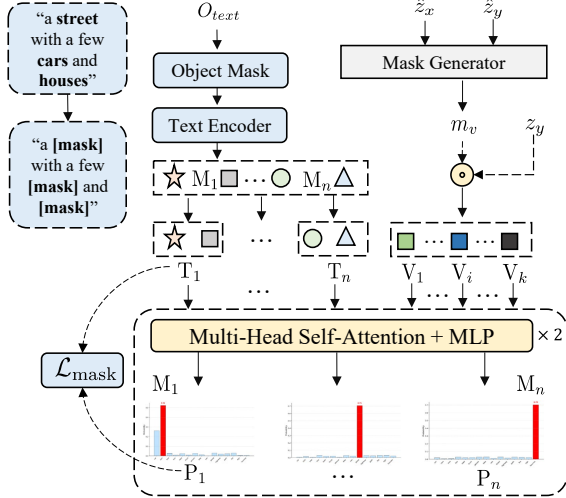 “a street
with a few
cars and
houses”
“a [mask]
with a few
[mask] and
[mask]”
O_text
Object Mask
Text Encoder
M_1 ... M_n
T_1 ... T_n
...
z̈_x z̈_y
Mask Generator
m_v z_y
V_1 ... V_i ... V_k
... ...
Multi-Head Self-Attention + MLP × 2
ℒ_mask
M_1 M_n
P_1 ... P_n